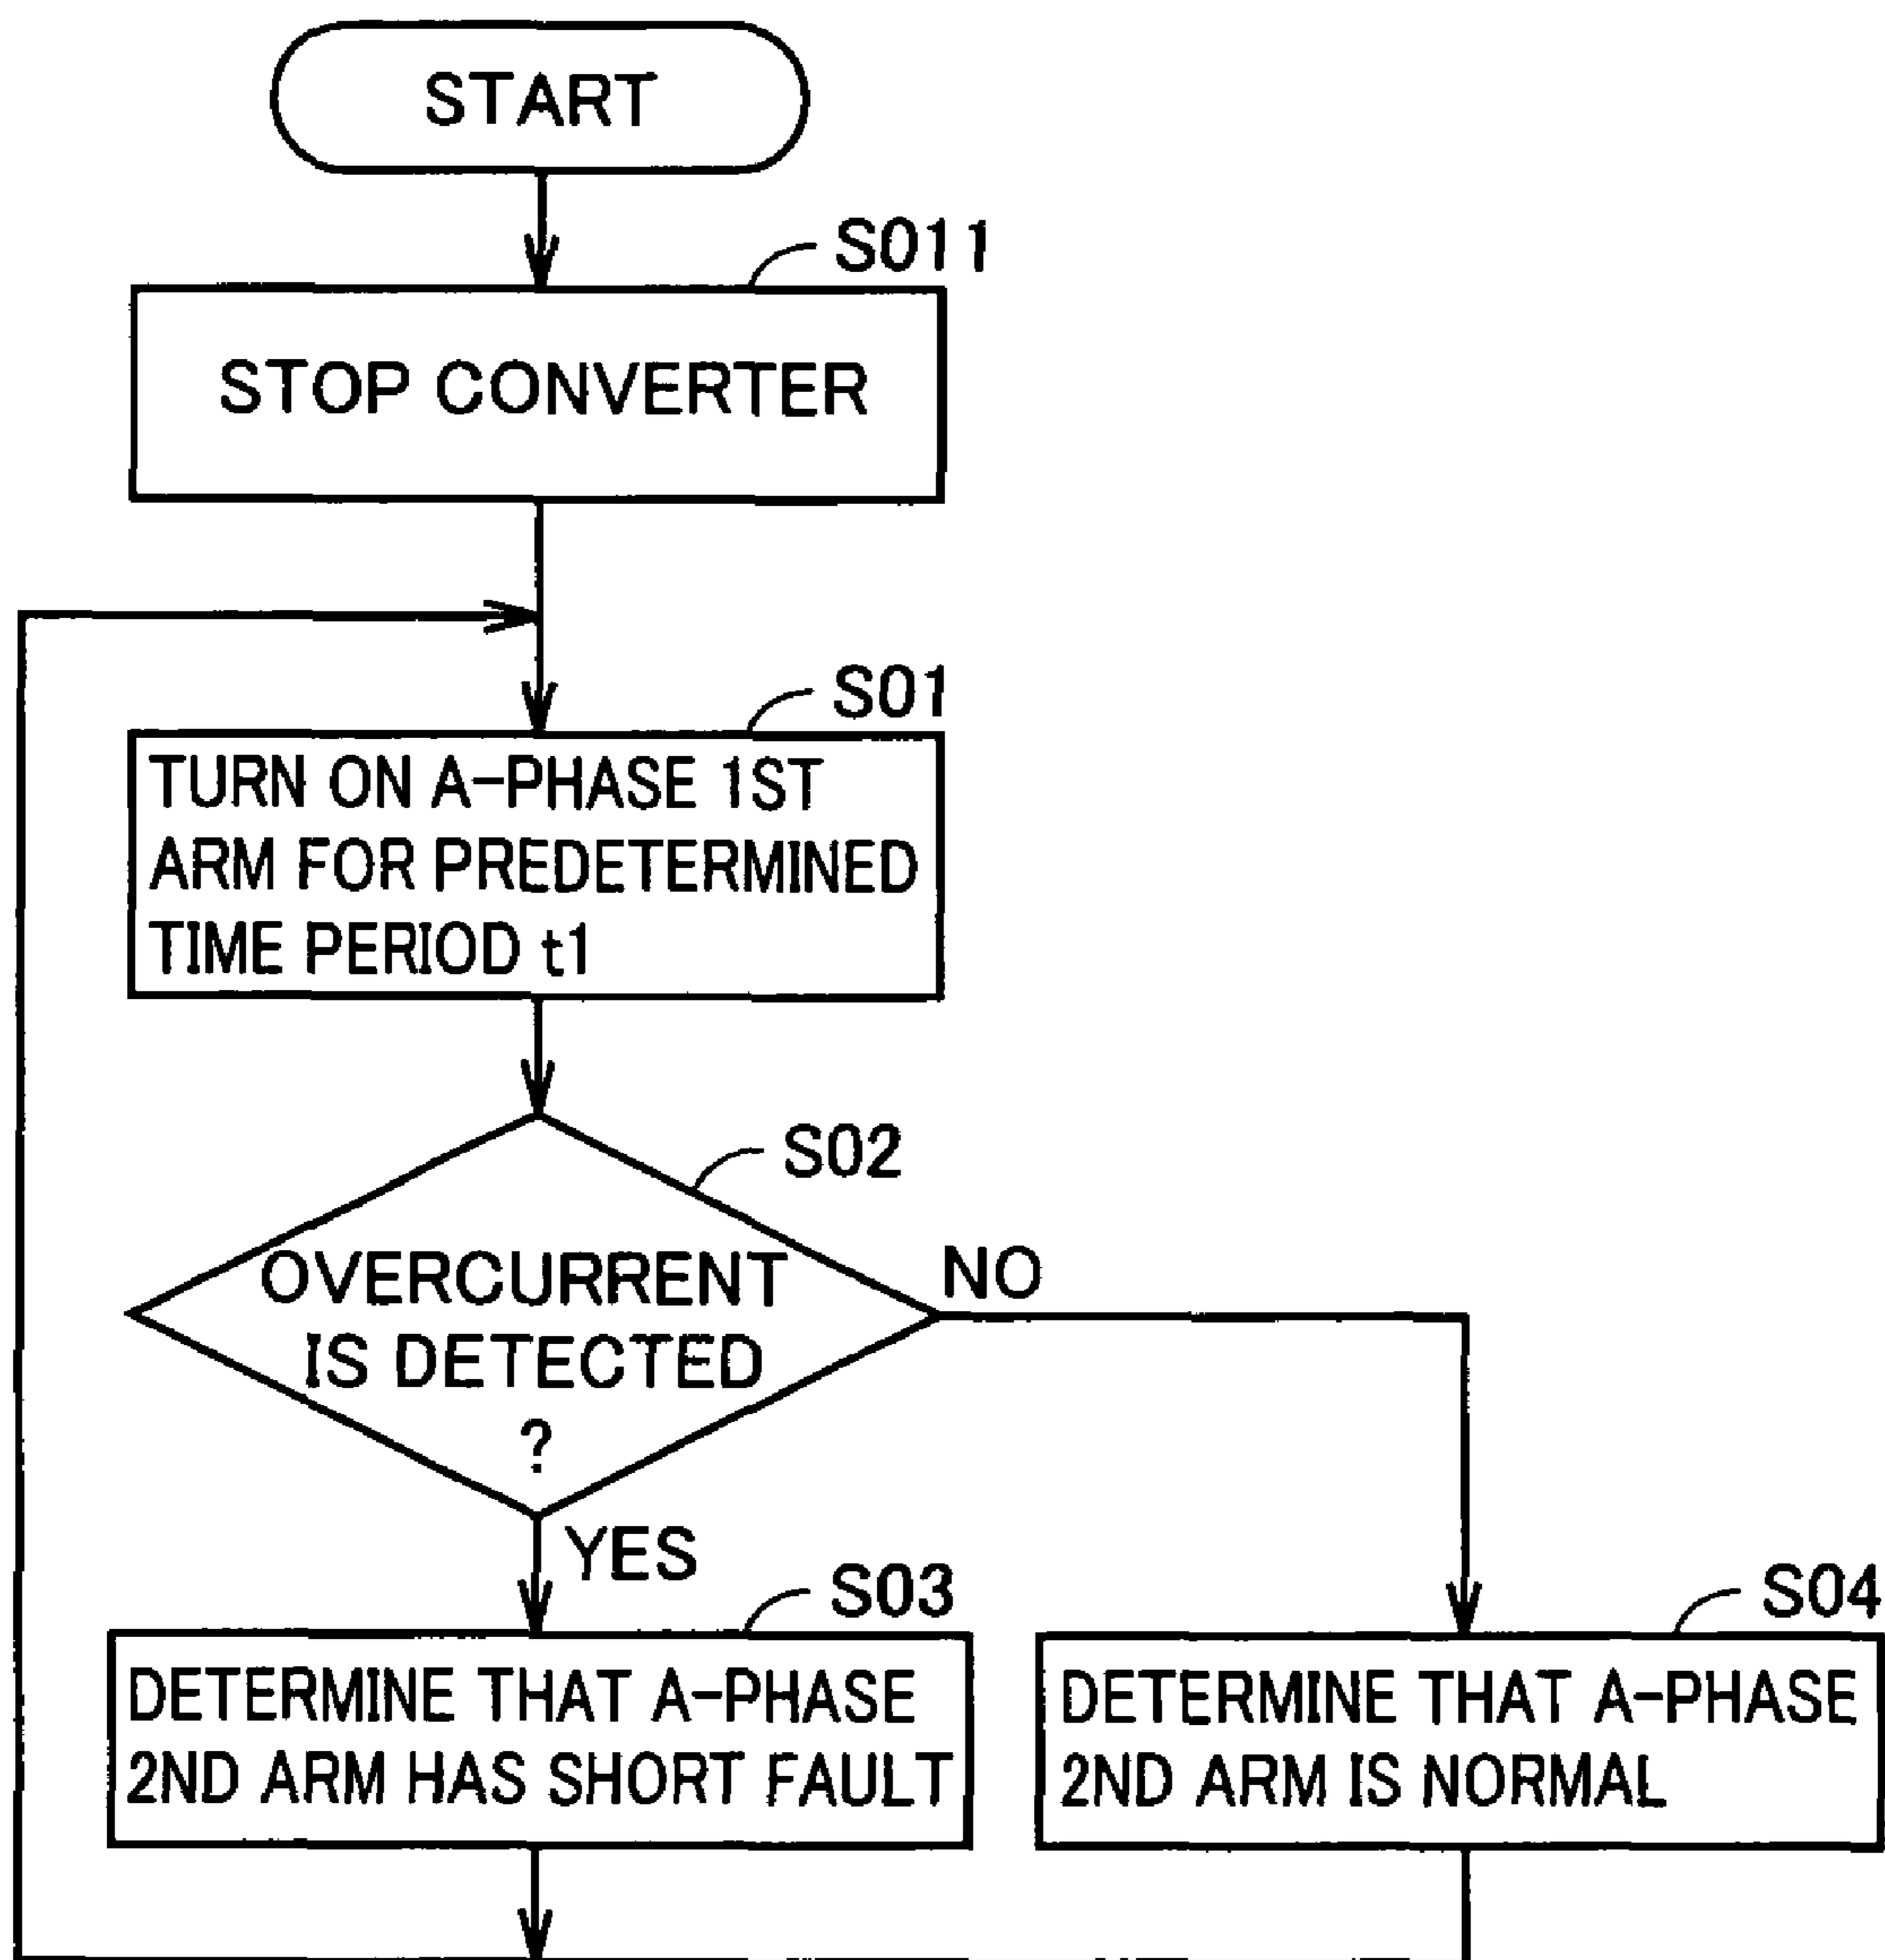 START
S011
STOP CONVERTER
S01
TURN ON A-PHASE 1ST
ARM FOR PREDETERMINED
TIME PERIOD t1
S02
OVERCURRENT
IS DETECTED
?
NO
YES
S03
DETERMINE THAT A-PHASE
2ND ARM HAS SHORT FAULT
S04
DETERMINE THAT A-PHASE
2ND ARM IS NORMAL